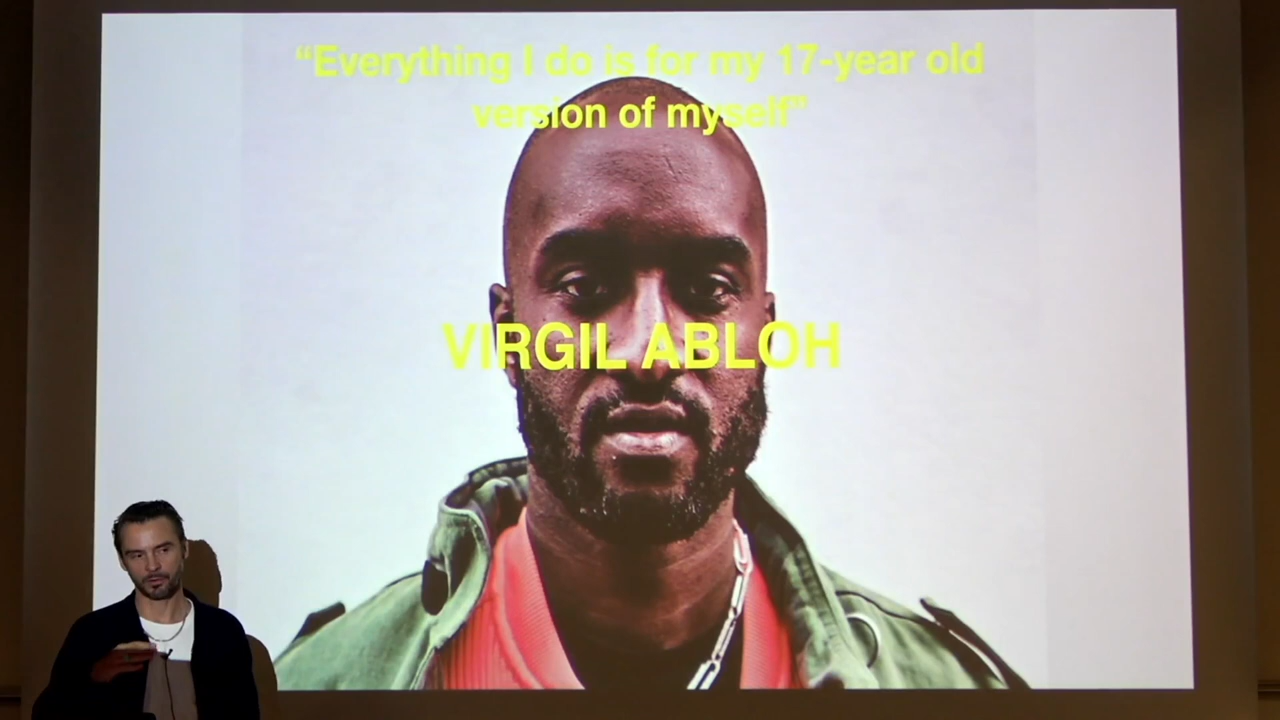 “Everything I do is for my 17-year old
version of myself”
VIRGIL ABLOH